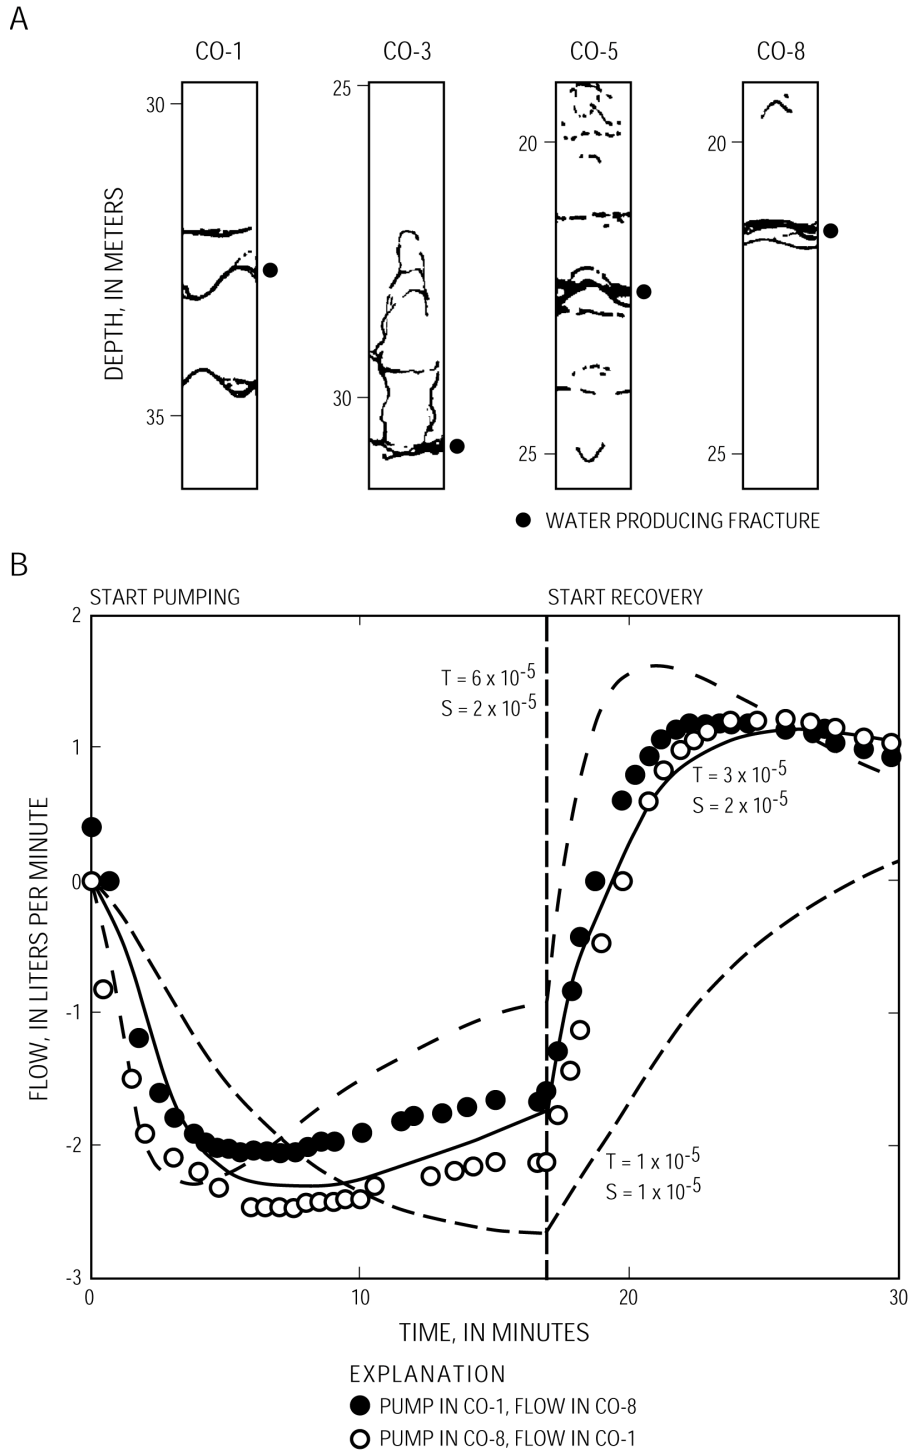 A
CO-1 CO-3 CO-5 CO-8
25
30
20 20
DEPTH, IN METERS
30
35
25 25
WATER PRODUCING FRACTURE
B
START PUMPING START RECOVERY
2
T = 6 x 10-5
S = 2 x 10-5
1
T = 3 x 10-5
S = 2 x 10-5
FLOW, IN LITERS PER MINUTE
0
-1
T = 1 x 10-5
S = 1 x 10-5
-2
-3
0 10 20 30
TIME, IN MINUTES
EXPLANATION
PUMP IN CO-1, FLOW IN CO-8
PUMP IN CO-8, FLOW IN CO-1